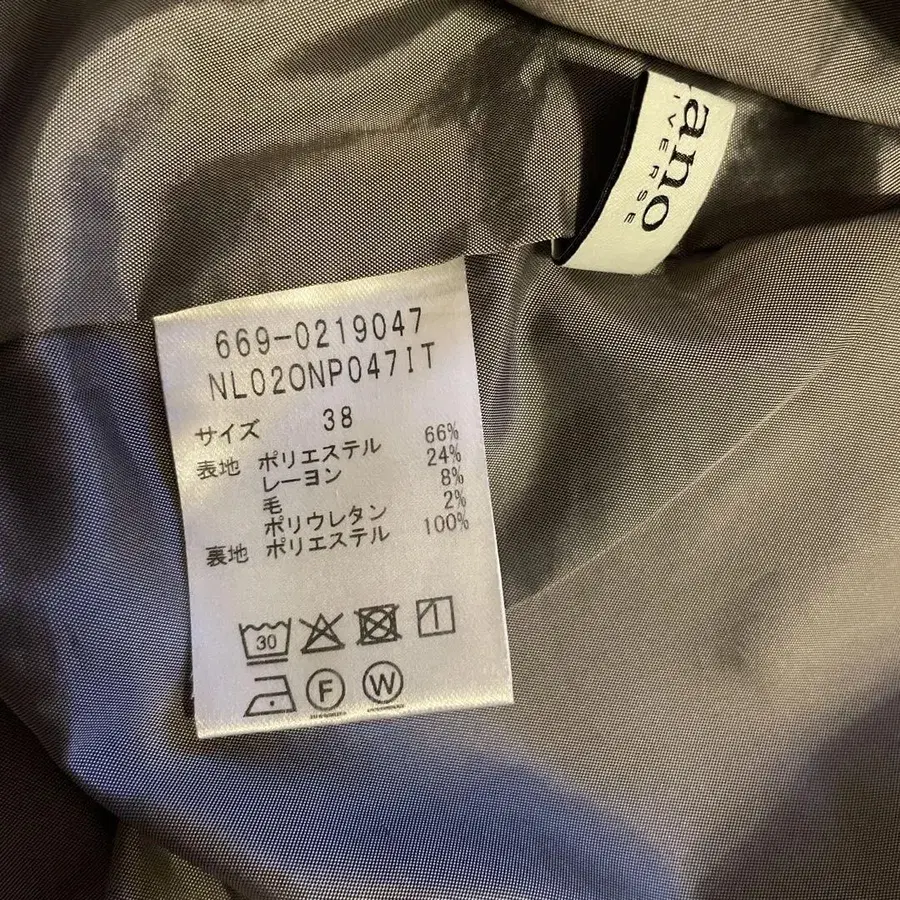 ano
VERSE
669-0219047
NL02ONP047IT
サイズ 38
表地 ポリエステル 66%
レーヨン 24%
毛 8%
ポリウレタン 2%
裏地 ポリエステル 100%
30
F
W